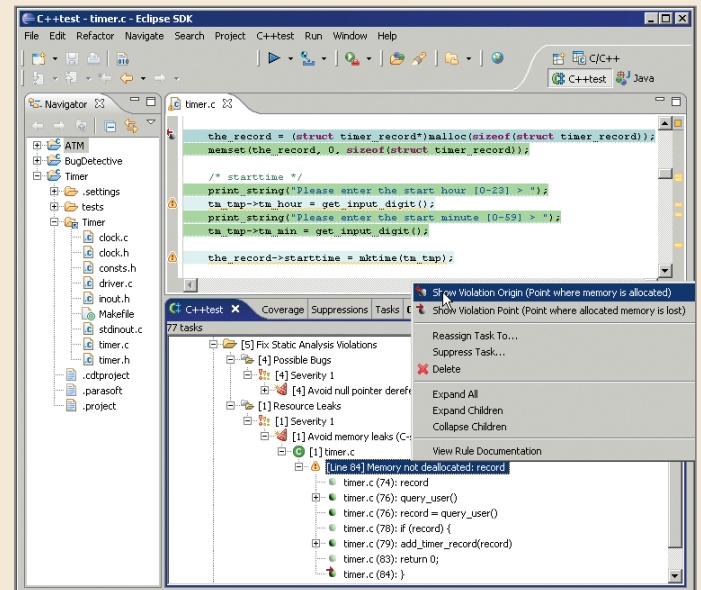 C++test - timer.c - Eclipse SDK
File Edit Refactor Navigate Search Project C++test Run Window Help
C/C++
C++test Java
Navigator
timer.c
ATM
BugDetective
Timer
.settings
tests
Timer
clock.c
clock.h
consts.h
driver.c
inout.h
Makefile
stdinout.c
timer.c
timer.h
.cdtproject
.parasoft
.project
the_record = (struct timer_record*)malloc(sizeof(struct timer_record));
memset(the_record, 0, sizeof(struct timer_record));
/* starttime */
print_string("Please enter the start hour [0-23] > ");
tm_tmp->tm_hour = get_input_digit();
print_string("Please enter the start minute [0-59] > ");
tm_tmp->tm_min = get_input_digit();
the_record->starttime = mktime(tm_tmp);
C++test Coverage Suppressions Tasks
77 tasks
[5] Fix Static Analysis Violations
[4] Possible Bugs
[4] Severity 1
[4] Avoid null pointer derefe
[1] Resource Leaks
[1] Severity 1
[1] Avoid memory leaks (C-s
[1] timer.c
[Line 84] Memory not deallocated: record
timer.c (74): record
timer.c (76): query_user()
timer.c (76): record = query_user()
timer.c (78): if (record) {
timer.c (79): add_timer_record(record)
timer.c (83): return 0;
timer.c (84): }
Show Violation Origin (Point where memory is allocated)
Show Violation Point (Point where allocated memory is lost)
Reassign Task To...
Suppress Task...
Delete
Expand All
Expand Children
Collapse Children
View Rule Documentation